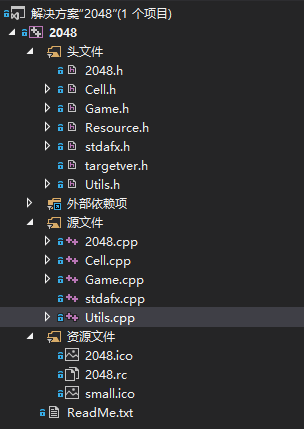 解决方案“2048”(1 个项目)
2048
头文件
2048.h
Cell.h
Game.h
Resource.h
stdafx.h
targetver.h
Utils.h
外部依赖项
源文件
2048.cpp
Cell.cpp
Game.cpp
stdafx.cpp
Utils.cpp
资源文件
2048.ico
2048.rc
small.ico
ReadMe.txt